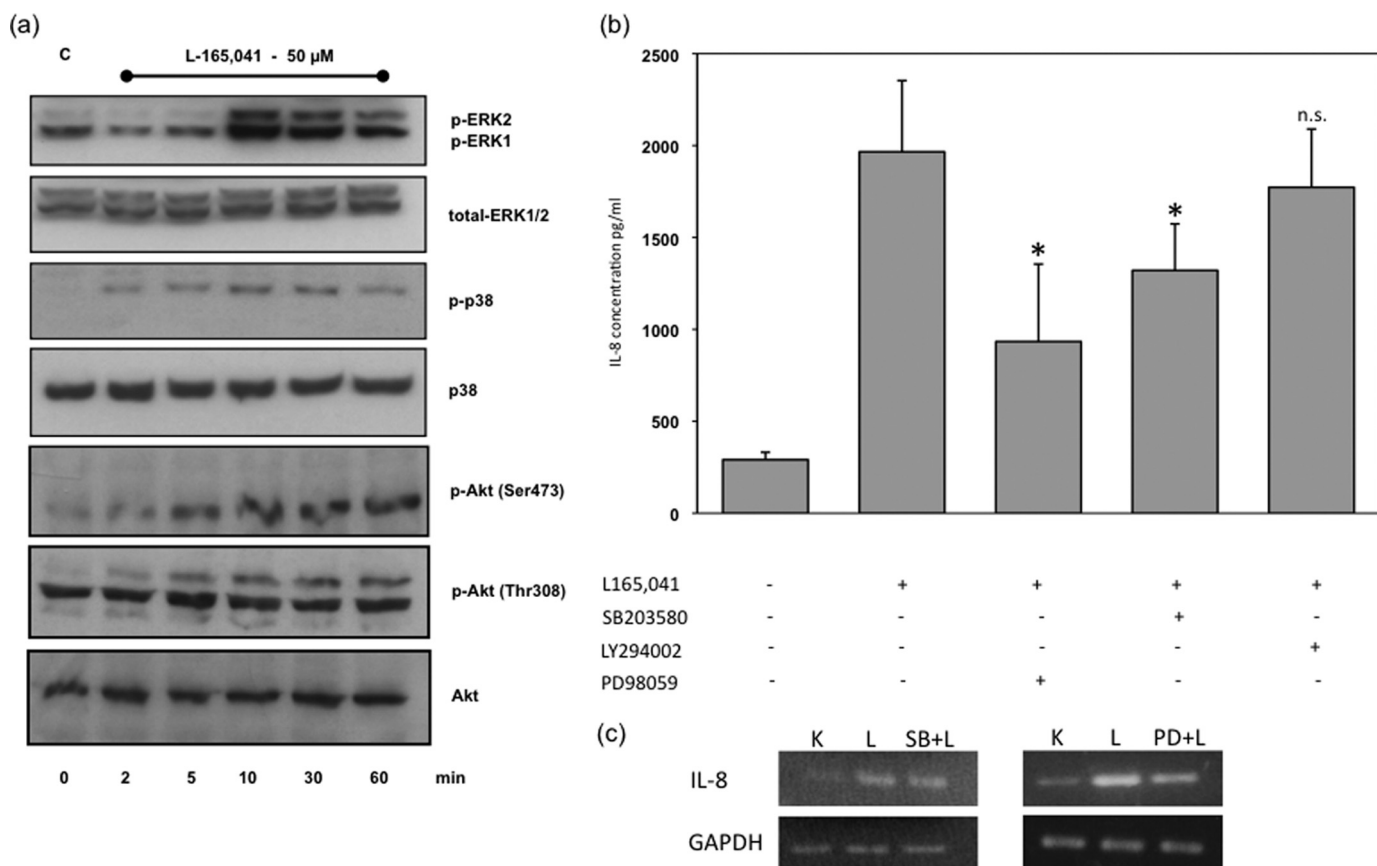 (a)
C
L-165,041 - 50 µM
p-ERK2
p-ERK1
total-ERK1/2
p-p38
p38
p-Akt (Ser473)
p-Akt (Thr308)
Akt
0 2 5 10 30 60 min
(b)
2500
2000
1500
1000
500
0
IL-8 concentration pg/ml
* * n.s.
L165,041 - + + + +
SB203580 - - - + -
LY294002 - - - - +
PD98059 - - + - -
(c)
K L SB+L K L PD+L
IL-8
GAPDH